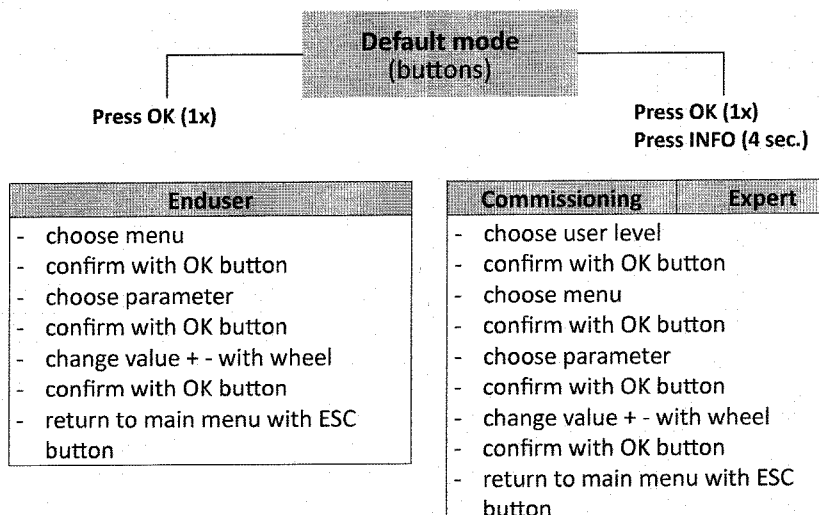 Default mode
(buttons)
Press OK (1x)
Press OK (1x)
Press INFO (4 sec.)
Enduser
- choose menu
- confirm with OK button
- choose parameter
- confirm with OK button
- change value + - with wheel
- confirm with OK button
- return to main menu with ESC
button
Commissioning Expert
- choose user level
- confirm with OK button
- choose menu
- confirm with OK button
- choose parameter
- confirm with OK button
- change value + - with wheel
- confirm with OK button
- return to main menu with ESC
button